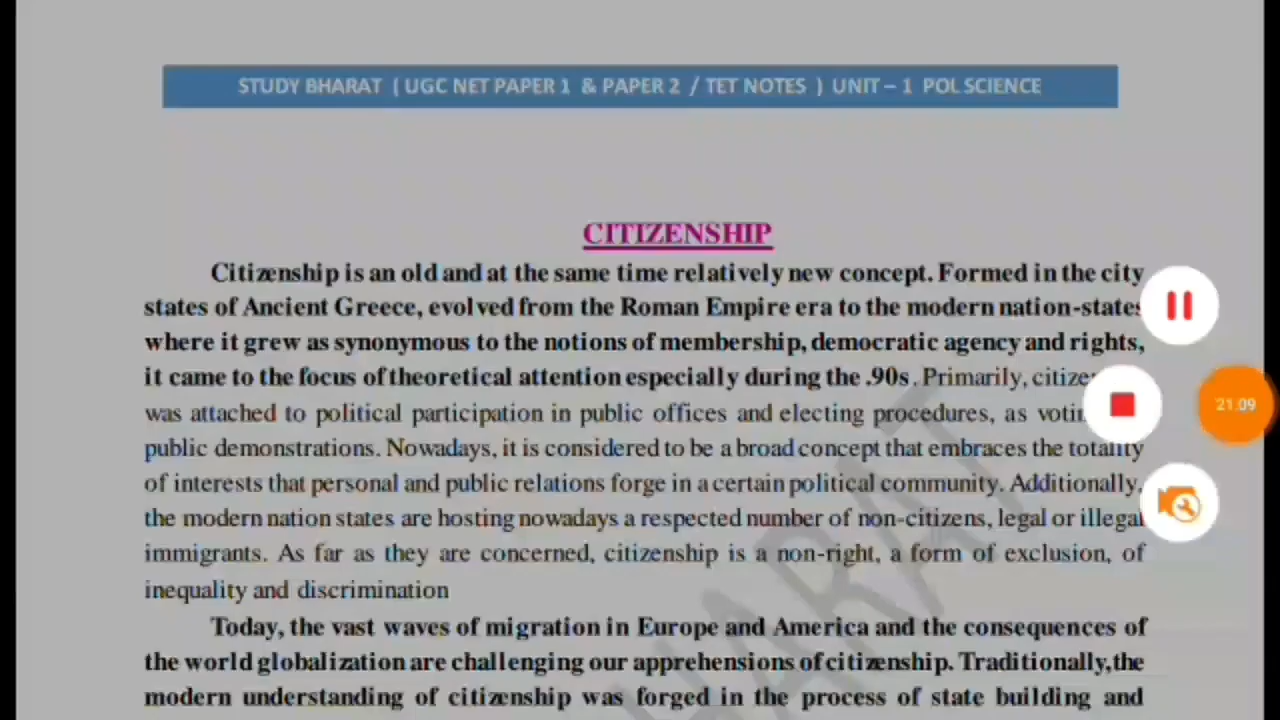 STUDY BHARAT ( UGC NET PAPER 1 & PAPER 2 / TET NOTES ) UNIT – 1 POL SCIENCE
CITIZENSHIP
Citizenship is an old and at the same time relatively new concept. Formed in the city
states of Ancient Greece, evolved from the Roman Empire era to the modern nation-states
where it grew as synonymous to the notions of membership, democratic agency and rights,
it came to the focus of theoretical attention especially during the .90s. Primarily,
was attached to political participation in public offices and electing procedures, as
public demonstrations. Nowadays, it is considered to be a broad concept that embraces the totality
of interests that personal and public relations forge in a certain political community. Additionally,
the modern nation states are hosting nowadays a respected number of non-citizens, legal or illegal
immigrants. As far as they are concerned, citizenship is a non-right, a form of exclusion, of
inequality and discrimination
Today, the vast waves of migration in Europe and America and the consequences of
the world globalization are challenging our apprehensions of citizenship. Traditionally,the
modern understanding of citizenship was forged in the process of state building and
21.09